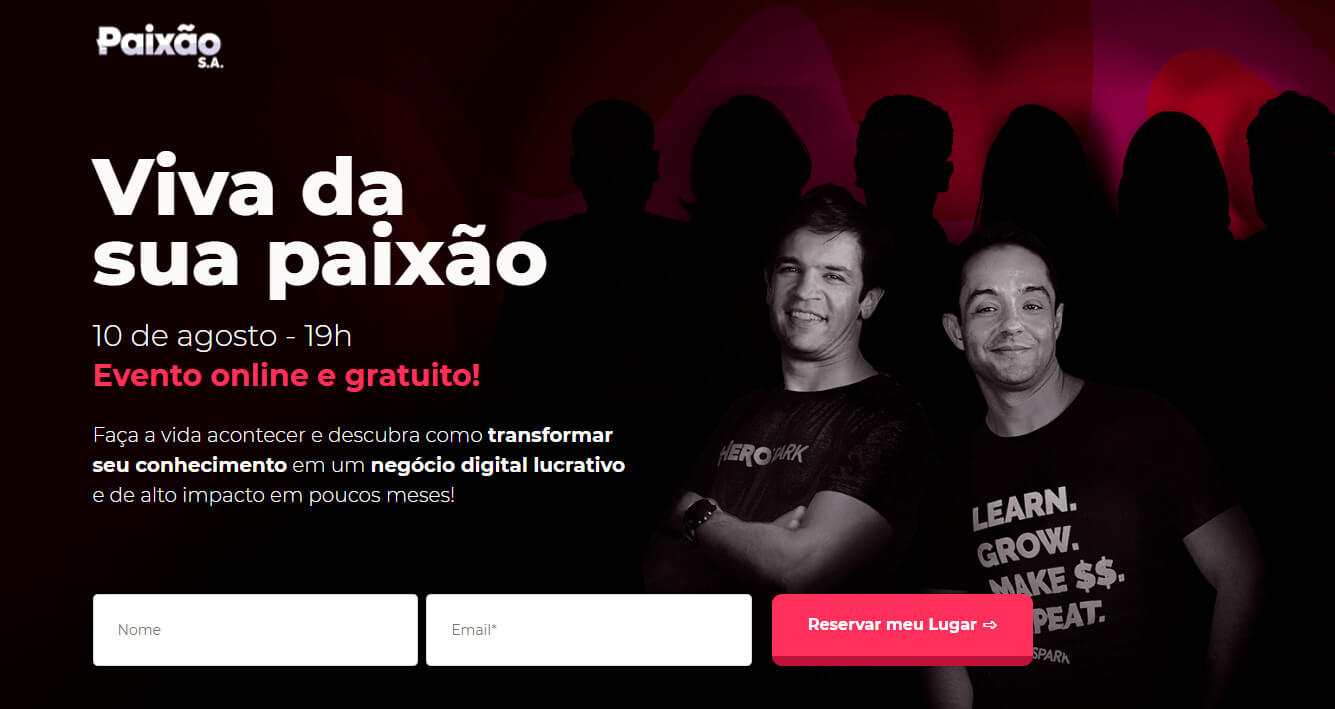 Paixão
S.A.
Viva da
sua paixão
10 de agosto - 19h
Evento online e gratuito!
Faça a vida acontecer e descubra como transformar
seu conhecimento em um negócio digital lucrativo
e de alto impacto em poucos meses!
HERO ARK
LEARN.
GROW.
MAKE $$.
PEAT.
SPARK
Nome
Email*
Reservar meu Lugar ⇨